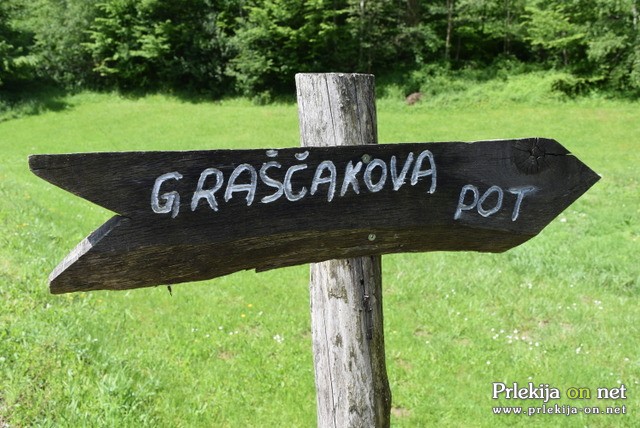 GRAŠČAKOVA POT
Prlekija on net
www.prlekija-on.net